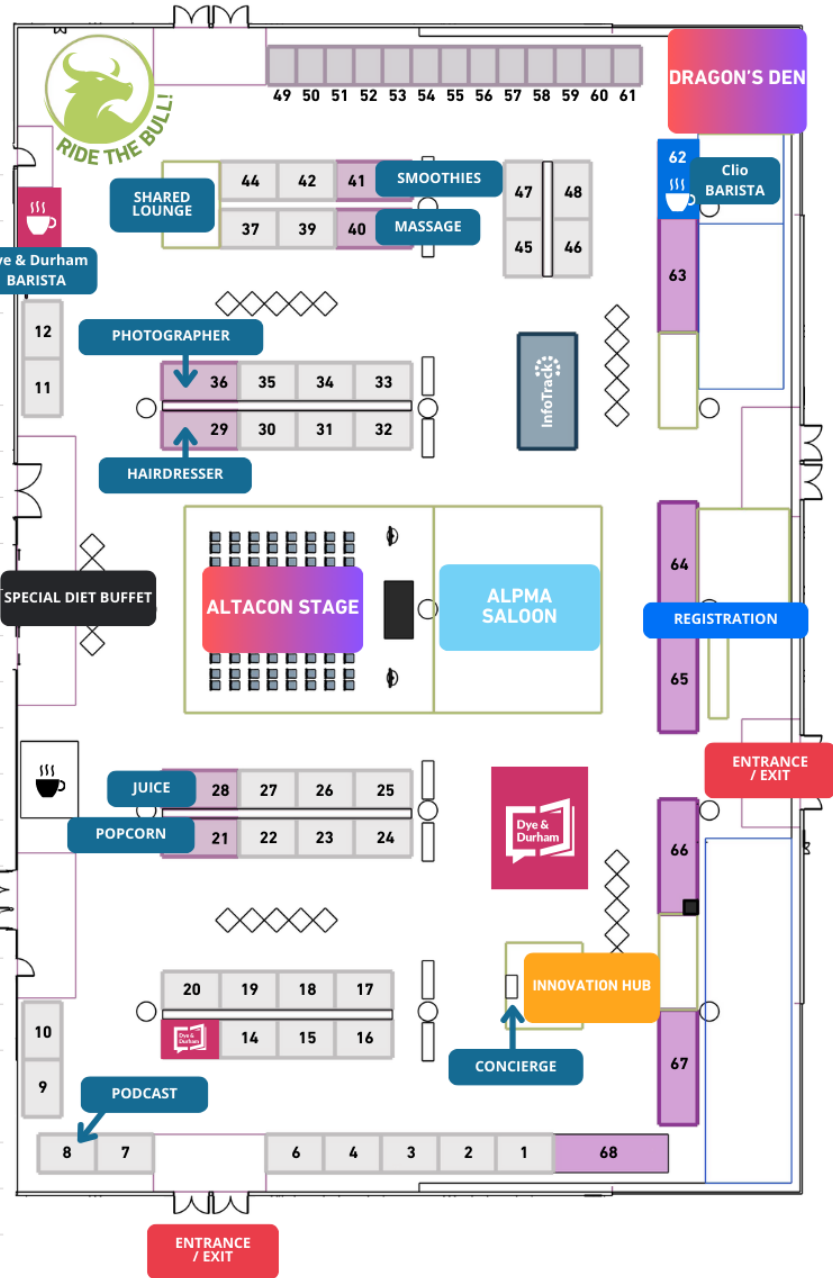 RIDE THE BULL!
49 50 51 52 53 54 55 56 57 58 59 60 61
DRAGON'S DEN
62
Clio
BARISTA
63
SHARED
LOUNGE
44 42 41 SMOOTHIES
37 39 40 MASSAGE
47 48
45 46
ye & Durham
BARISTA
12
11
PHOTOGRAPHER
36 35 34 33
29 30 31 32
HAIRDRESSER
InfoTrack
SPECIAL DIET BUFFET
ALTACON STAGE
ALPMA
SALOON
64
REGISTRATION
65
ENTRANCE
/ EXIT
JUICE 28 27 26 25
POPCORN 21 22 23 24
Dye &
Durham
66
20 19 18 17
Dye &
Durham
14 15 16
INNOVATION HUB
CONCIERGE
67
10
9
PODCAST
8 7 6 4 3 2 1 68
ENTRANCE
/ EXIT